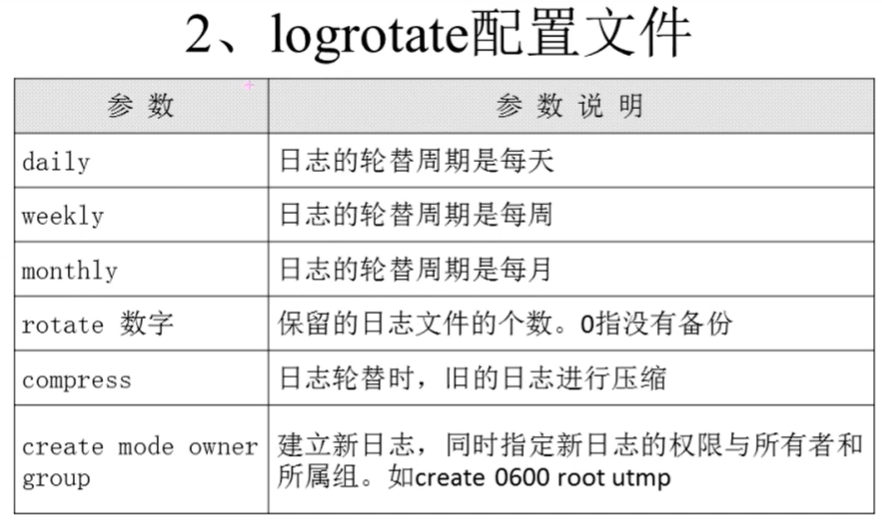 2、logrotate配置文件
参 数
参 数 说 明
daily
日志的轮替周期是每天
weekly
日志的轮替周期是每周
monthly
日志的轮替周期是每月
rotate 数字
保留的日志文件的个数。0指没有备份
compress
日志轮替时，旧的日志进行压缩
create mode owner
group
建立新日志，同时指定新日志的权限与所有者和
所属组。如create 0600 root utmp